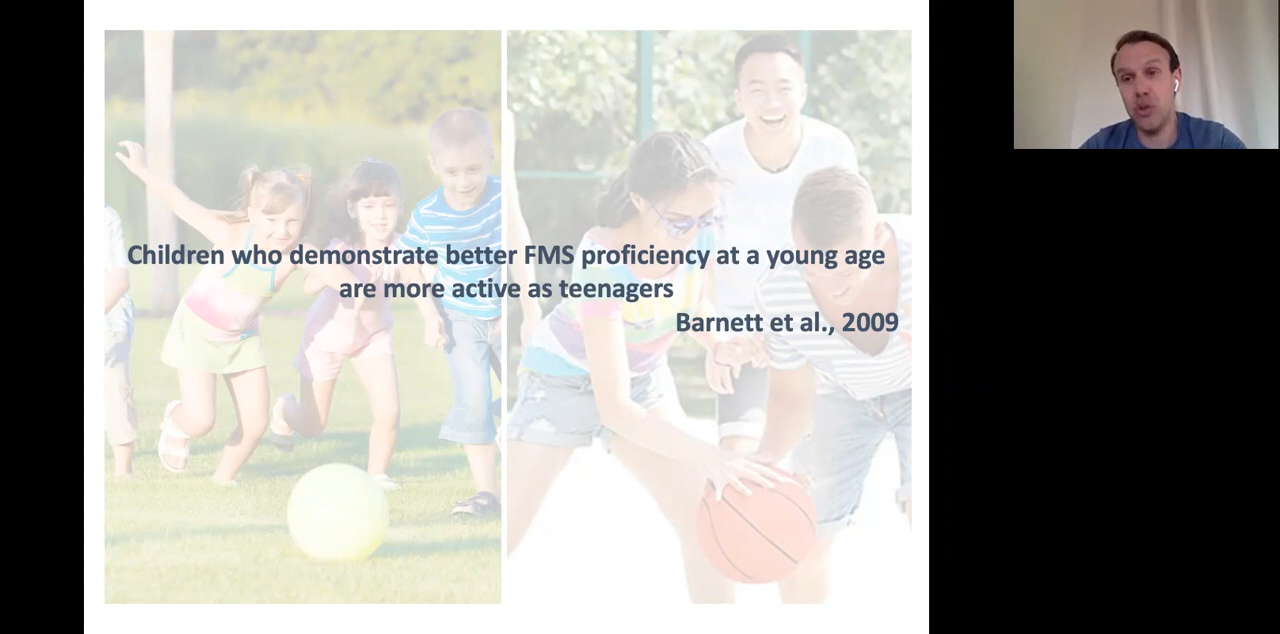 Children who demonstrate better FMS proficiency at a young age
are more active as teenagers
Barnett et al., 2009